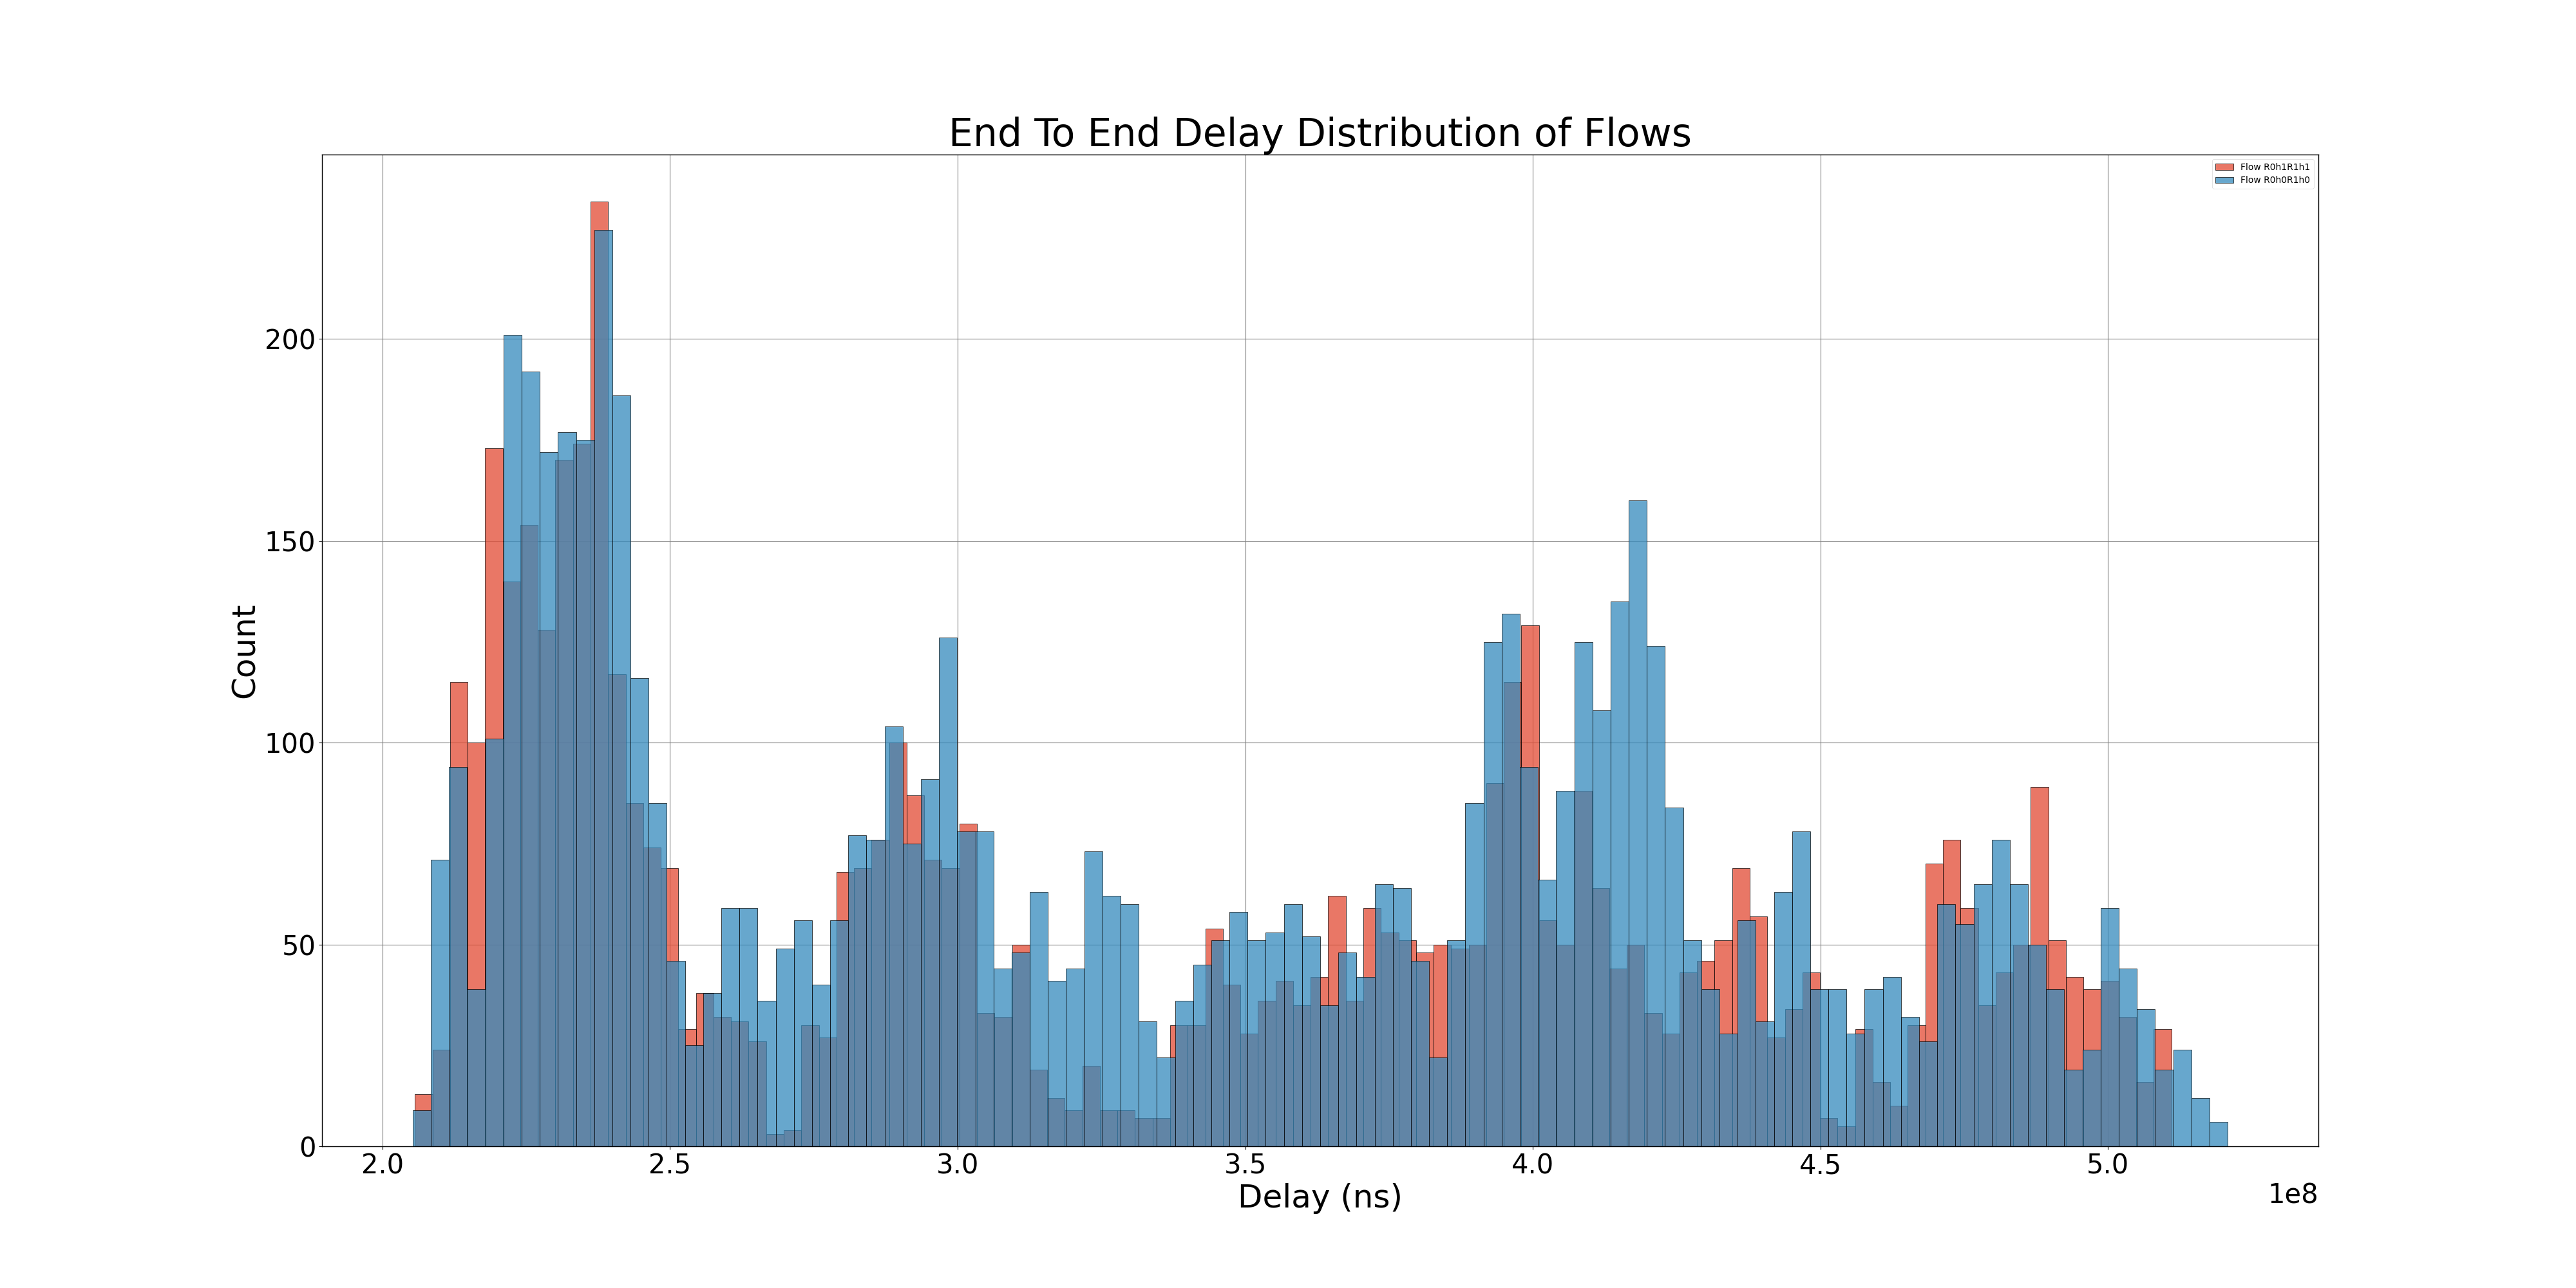 End To End Delay Distribution of Flows
Flow R0h1R1h1
Flow R0h0R1h0
Count
200
150
100
50
0
2.0 2.5 3.0 3.5 4.0 4.5 5.0
Delay (ns)
1e8